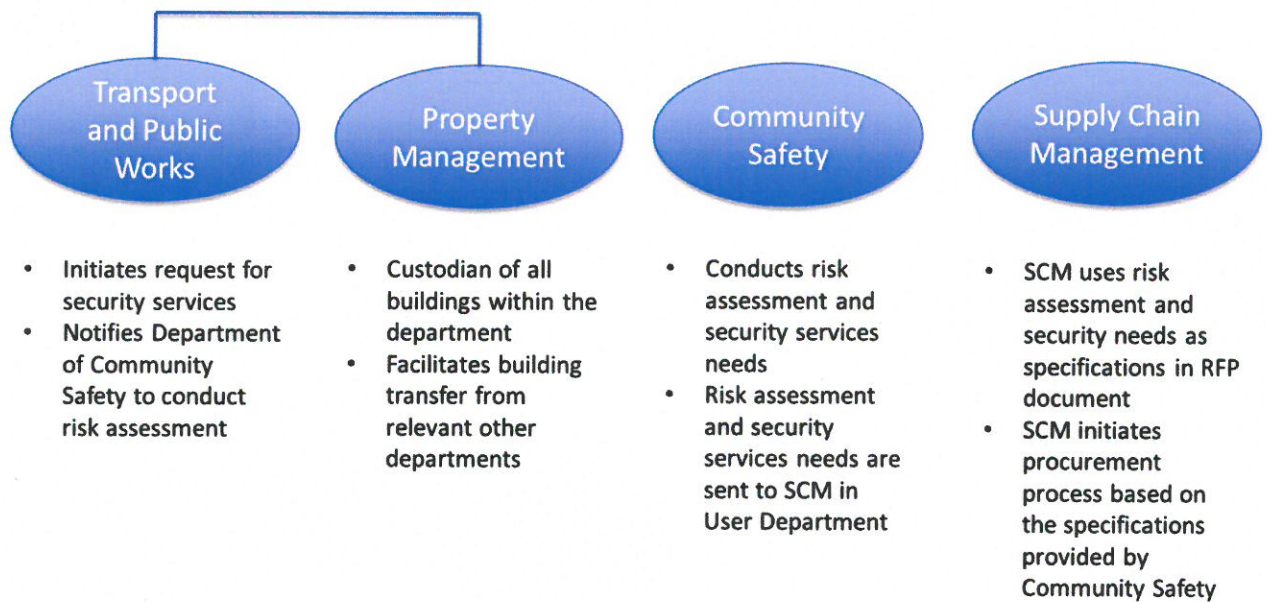 Transport
and Public
Works
Property
Management
Community
Safety
Supply Chain
Management
• Initiates request for
security services
• Notifies Department
of Community
Safety to conduct
risk assessment
• Custodian of all
buildings within the
department
• Facilitates building
transfer from
relevant other
departments
• Conducts risk
assessment and
security services
needs
• Risk assessment
and security
services needs are
sent to SCM in
User Department
• SCM uses risk
assessment and
security needs as
specifications in RFP
document
• SCM initiates
procurement
process based on
the specifications
provided by
Community Safety